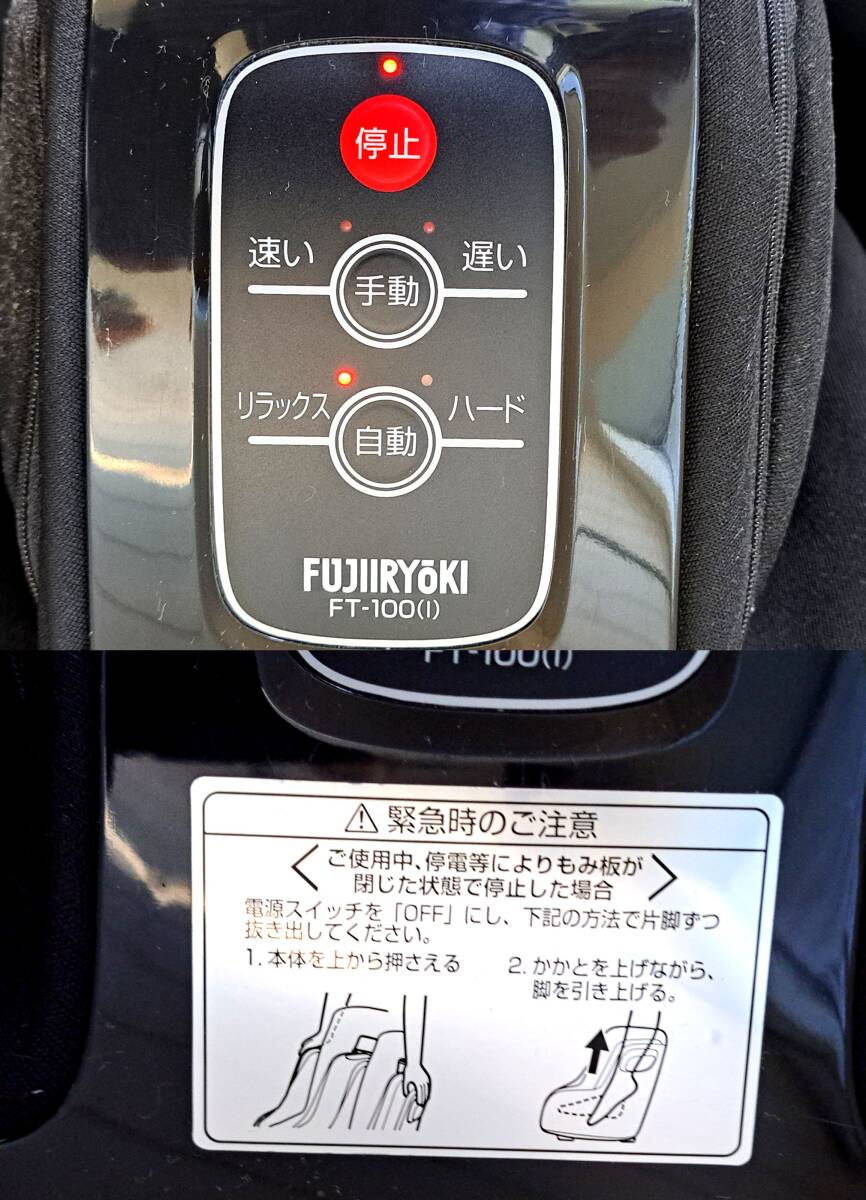 停止
速い 遅い
手動
リラックス ハード
自動
FUJIIRYōKI
FT-100(I)
FT-100(I)
⚠ 緊急時のご注意
〈ご使用中、停電等によりもみ板が
閉じた状態で停止した場合〉
電源スイッチを「OFF」にし、下記の方法で片脚ずつ
抜き出してください。
1. 本体を上から押さえる
2. かかとを上げながら、
脚を引き上げる。